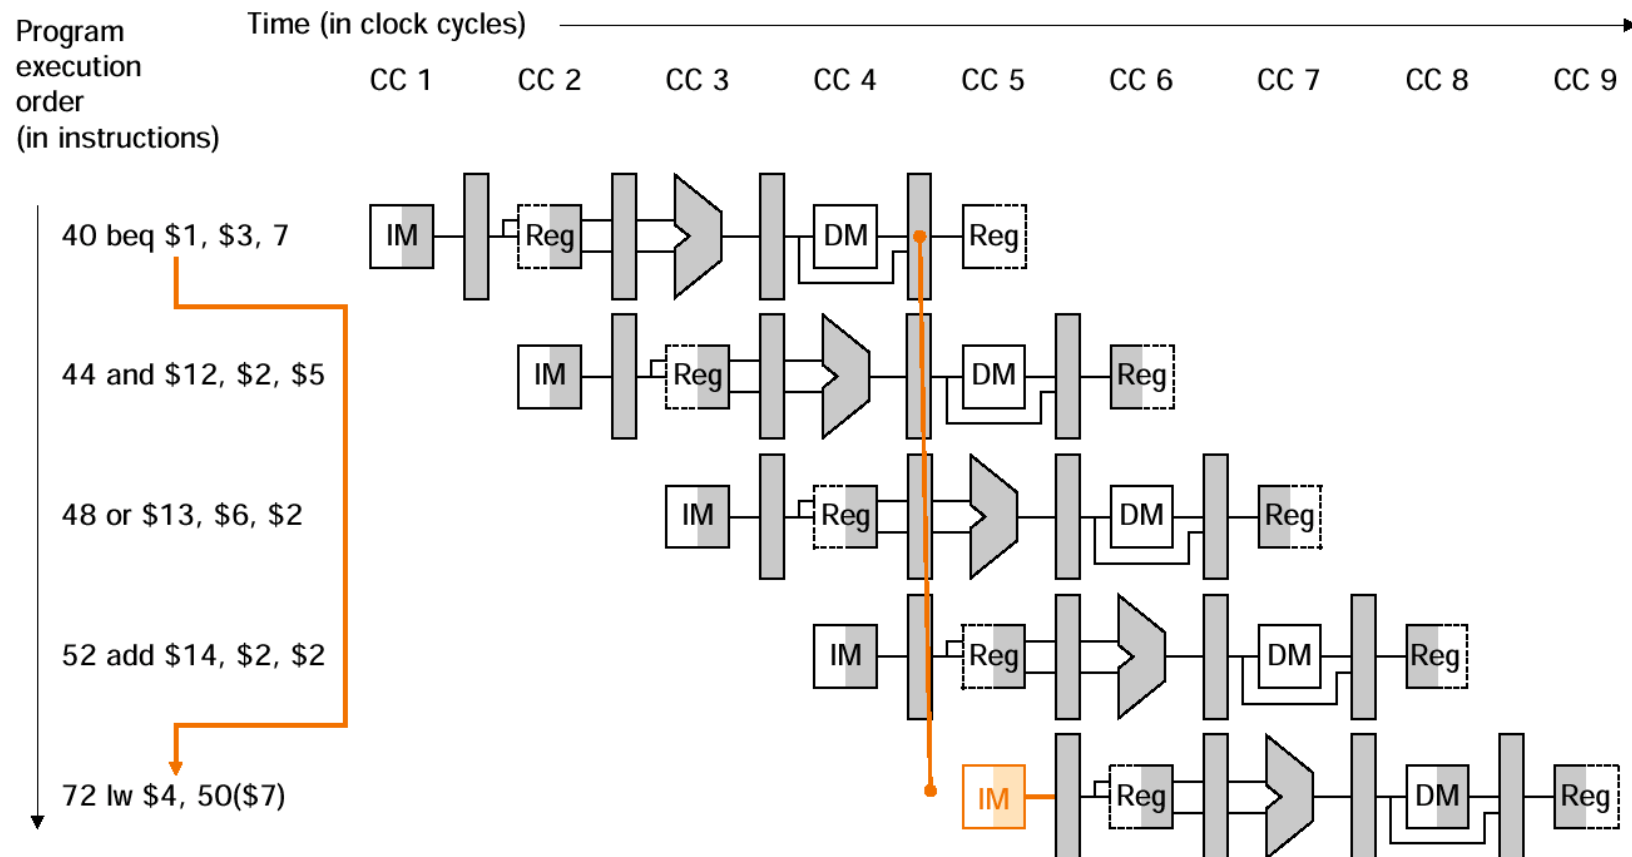 Time (in clock cycles)
Program
execution
order
(in instructions)
CC 1 CC 2 CC 3 CC 4 CC 5 CC 6 CC 7 CC 8 CC 9
40 beq $1, $3, 7 IM Reg DM Reg
44 and $12, $2, $5 IM Reg DM Reg
48 or $13, $6, $2 IM Reg DM Reg
52 add $14, $2, $2 IM Reg DM Reg
72 lw $4, 50($7) IM Reg DM Reg